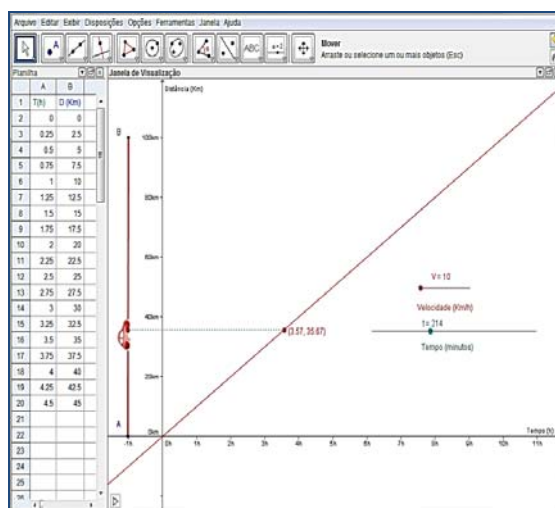 Arquivo Editar Exibir Disposições Opções Ferramentas Janela Ajuda
A
ABC
a=2
Mover
Arraste ou selecione um ou mais objetos (Esc)
Planilha
Janela de Visualização
A B
1 T(h) D (Km)
2 0 0
3 0.25 2.5
4 0.5 5
5 0.75 7.5
6 1 10
7 1.25 12.5
8 1.5 15
9 1.75 17.5
10 2 20
11 2.25 22.5
12 2.5 25
13 2.75 27.5
14 3 30
15 3.25 32.5
16 3.5 35
17 3.75 37.5
18 4 40
19 4.25 42.5
20 4.5 45
21
22
23
24
25
Distância (Km)
B
100km
80km
60km
40km
20km
0km
A
(3.57, 35.67)
V = 10
Velocidade (Km/h)
t = 214
Tempo (minutos)
Tempo (h)
-1h 0h 1h 2h 3h 4h 5h 6h 7h 8h 9h 10h 11h